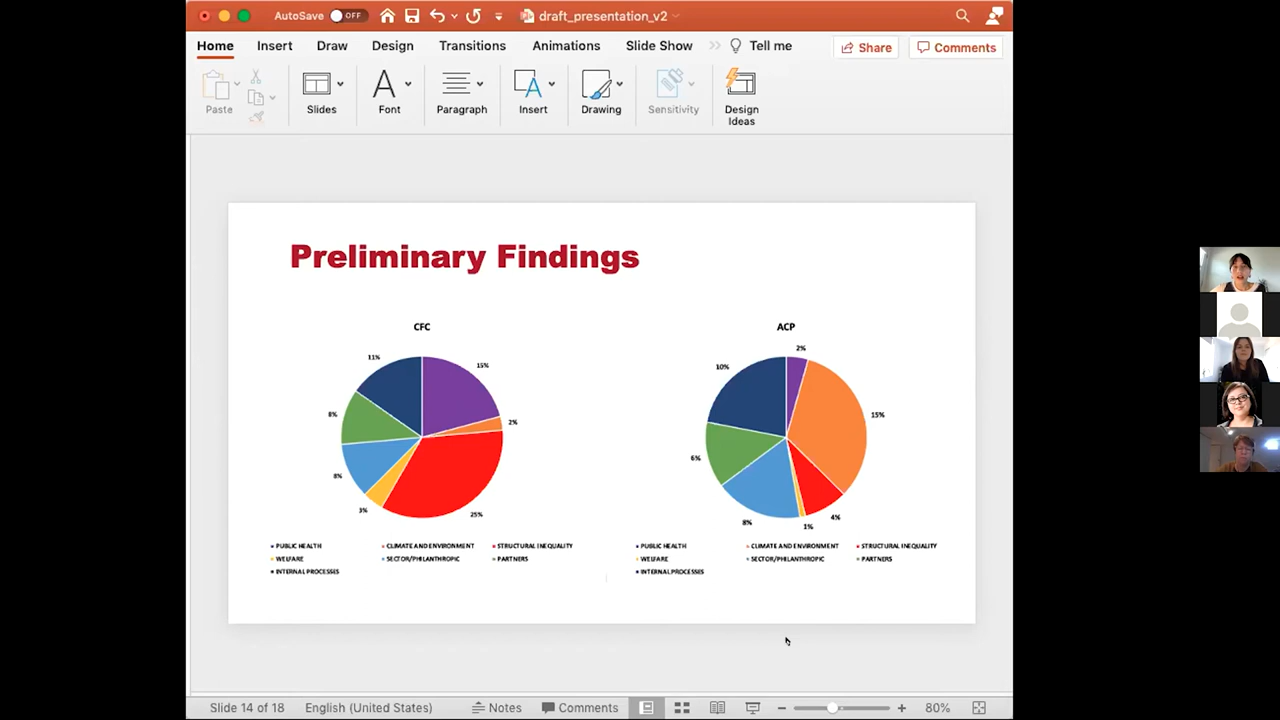 AutoSave OFF draft_presentation_v2
Home Insert Draw Design Transitions Animations Slide Show Tell me Share Comments
Paste Slides Font Paragraph Insert Drawing Sensitivity Design
Ideas
Preliminary Findings
CFC
11% 15%
8% 2%
8%
3% 25%
PUBLIC HEALTH CLIMATE AND ENVIRONMENT STRUCTURAL INEQUALITY
WELFARE SECTOR/PHILANTHROPIC PARTNERS
INTERNAL PROCESSES
ACP
2%
10%
15%
6%
8% 1% 4%
PUBLIC HEALTH CLIMATE AND ENVIRONMENT STRUCTURAL INEQUALITY
WELFARE SECTOR/PHILANTHROPIC PARTNERS
INTERNAL PROCESSES
Slide 14 of 18 English (United States) Notes Comments 80%